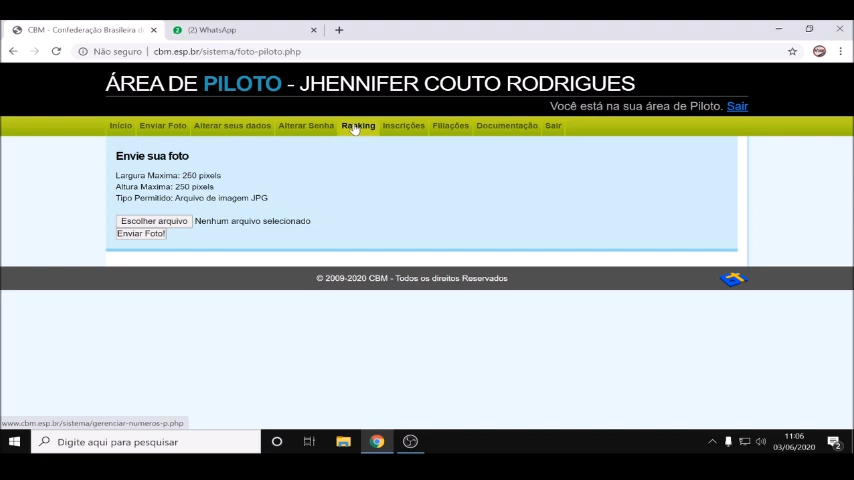 CBM - Confederação Brasileira d
(2) WhatsApp
Não seguro | cbm.esp.br/sistema/foto-piloto.php
ÁREA DE PILOTO - JHENNIFER COUTO RODRIGUES
Você está na sua área de Piloto. Sair
Início Enviar Foto Alterar seus dados Alterar Senha Ranking Inscrições Filiações Documentação Sair
Envie sua foto
Largura Maxima: 250 pixels
Altura Maxima: 250 pixels
Tipo Permitido: Arquivo de imagem JPG
Escolher arquivo Nenhum arquivo selecionado
Enviar Foto!
© 2009-2020 CBM - Todos os direitos Reservados
www.cbm.esp.br/sistema/gerenciar-numeros-p.php
Digite aqui para pesquisar
11:06
03/06/2020
2